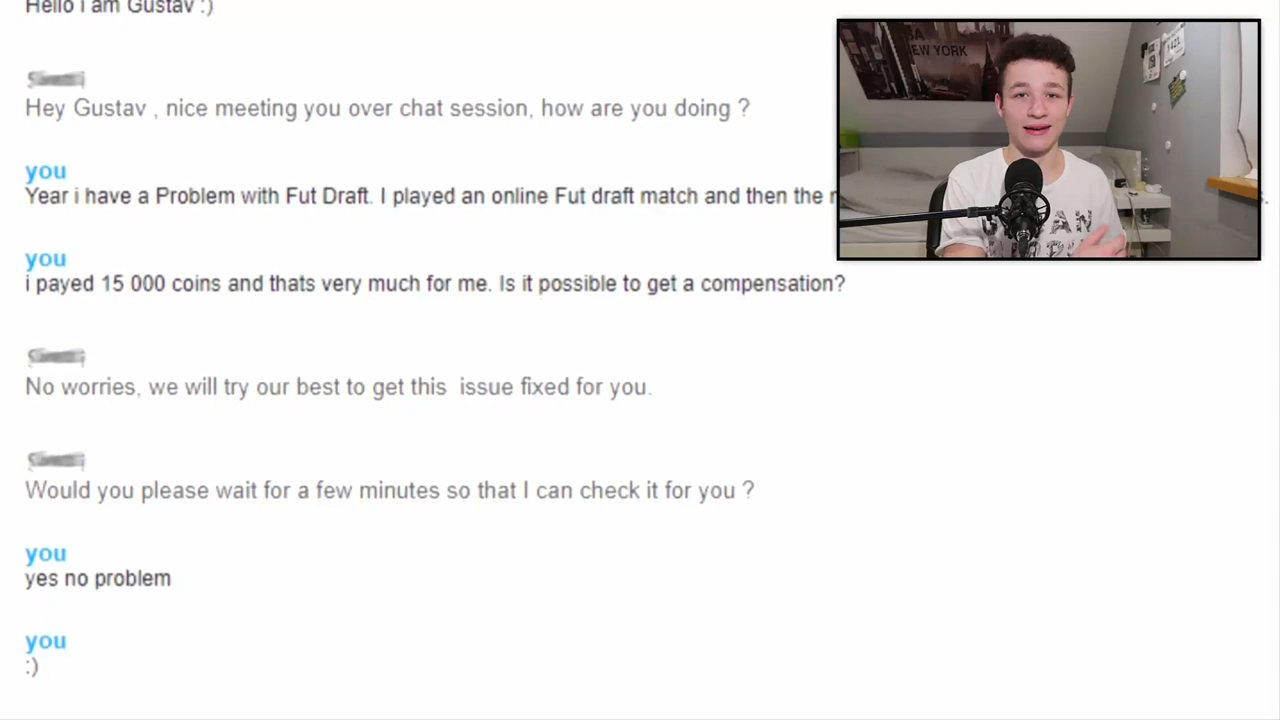 Hello i am Gustav :)
Hey Gustav , nice meeting you over chat session, how are you doing ?
you
Year i have a Problem with Fut Draft. I played an online Fut draft match and then the
you
i payed 15 000 coins and thats very much for me. Is it possible to get a compensation?
No worries, we will try our best to get this  issue fixed for you.
Would you please wait for a few minutes so that I can check it for you ?
you
yes no problem
you
:)
EW YORK
1421